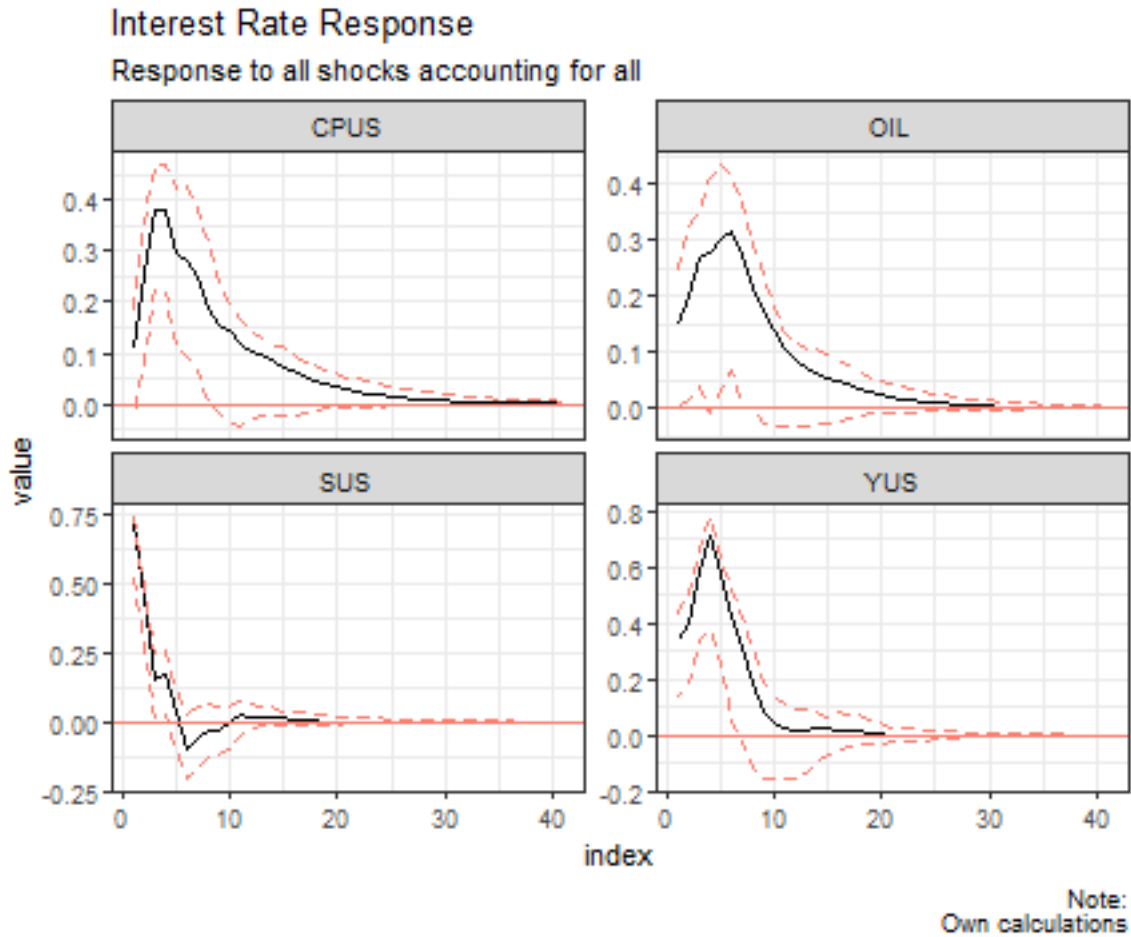 Interest Rate Response
Response to all shocks accounting for all
CPUS
OIL
0.4
0.3
0.2
0.1
0.0
0.4
0.3
0.2
0.1
0.0
value
SUS
YUS
0.75
0.50
0.25
0.00
-0.25
0.8
0.6
0.4
0.2
0.0
-0.2
0 10 20 30 40
0 10 20 30 40
index
Note:
Own calculations